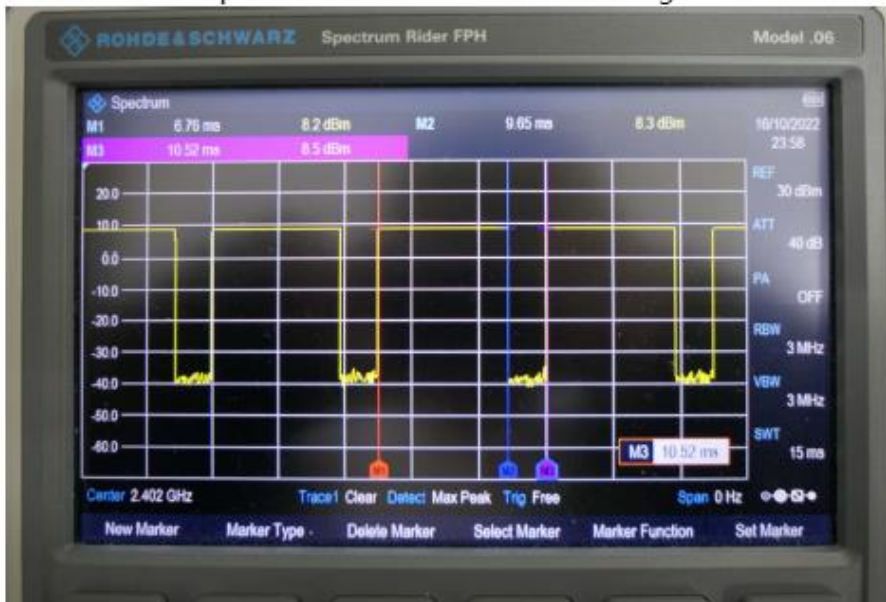 ROHDE & SCHWARZ Spectrum Rider FPH Model .06
Spectrum
M1 6.76 ms 8.2 dBm M2 9.65 ms 8.3 dBm 16/10/2022
M3 10.52 ms 8.5 dBm 23:58
REF
30 dBm
20.0
10.0
ATT
40 dB
0.0
PA
OFF
-10.0
-20.0
RBW
3 MHz
-30.0
-40.0
VBW
3 MHz
-50.0
SWT
15 ms
-60.0
M3 10.52 ms
M1 M2 M3
Center 2.402 GHz Trace1 Clear Detect Max Peak Trig Free Span 0 Hz
New Marker Marker Type Delete Marker Select Marker Marker Function Set Marker